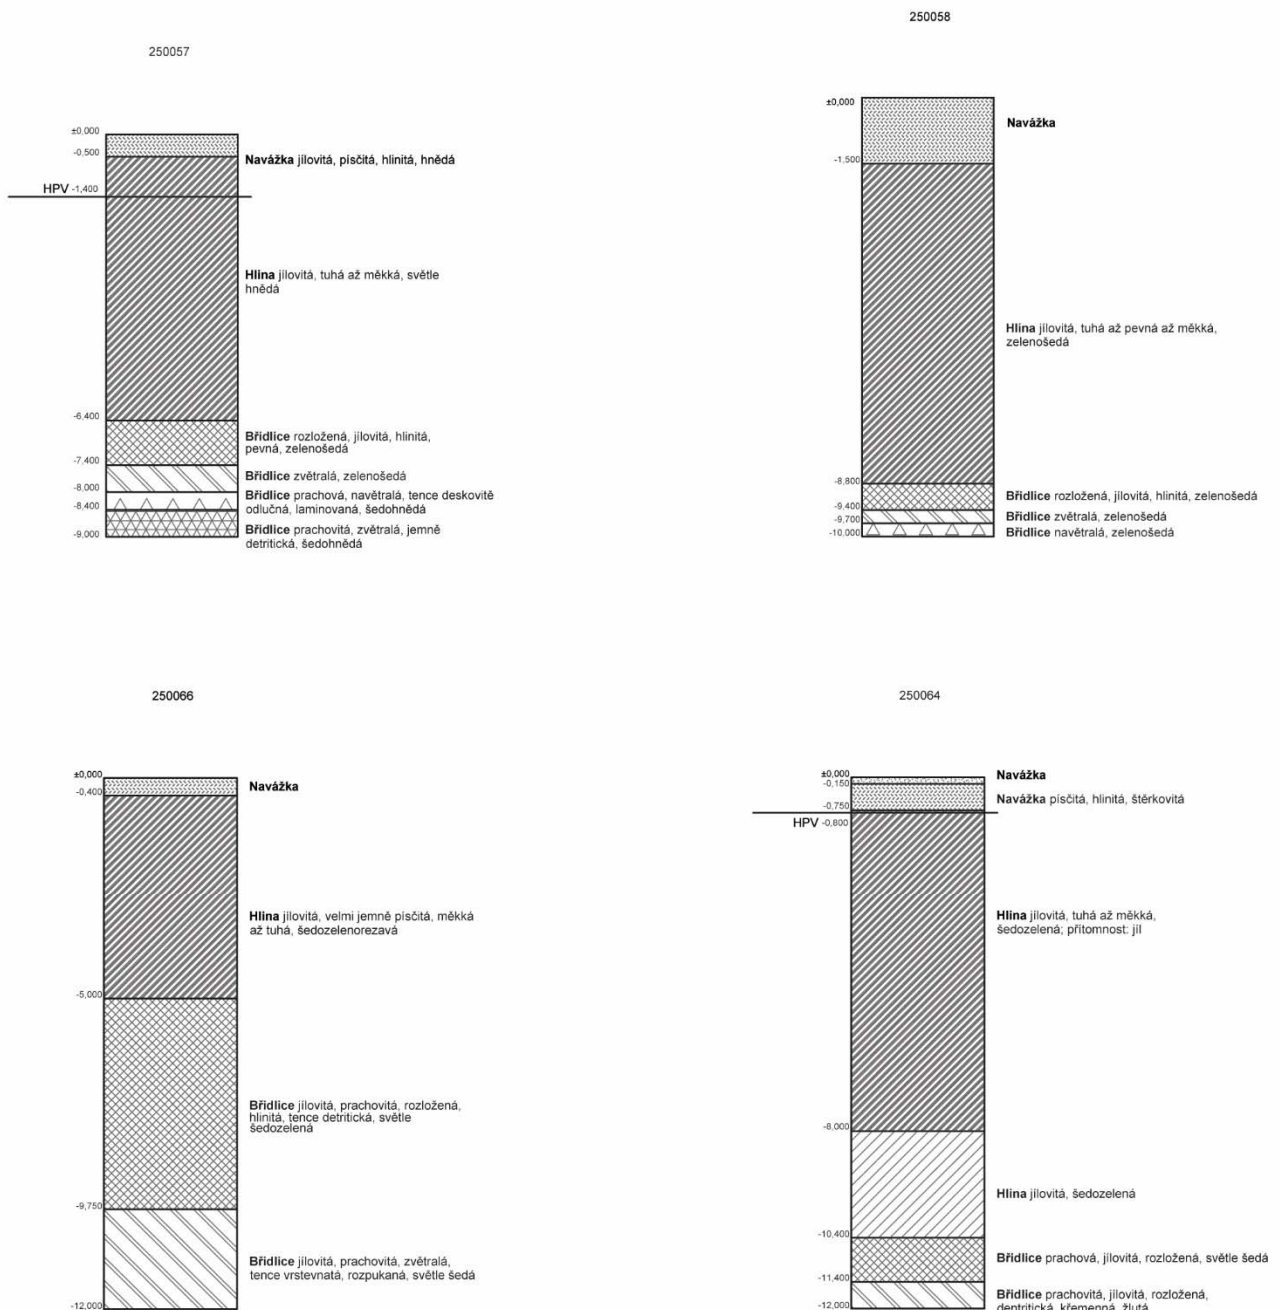 250057
±0,000
-0,500
Navážka jílovitá, písčitá, hlinitá, hnědá
HPV -1,400
Hlina jílovitá, tuhá až měkká, světle
hnědá
-6,400
Břidlice rozložená, jílovitá, hlinitá,
pevná, zelenošedá
-7,400
Břidlice zvětralá, zelenošedá
-8,000
Břidlice prachová, navětralá, tence deskovitě
odlučná, laminovaná, šedohnědá
-8,400
Břidlice prachovitá, zvětralá, jemně
detritická, šedohnědá
-9,000
250058
±0,000
Navážka
-1,500
Hlina jílovitá, tuhá až pevná až měkká,
zelenošedá
-8,800
Břidlice rozložená, jílovitá, hlinitá, zelenošedá
-9,400
Břidlice zvětralá, zelenošedá
-9,700
Břidlice navětralá, zelenošedá
-10,000
250066
±0,000
Navážka
-0,400
Hlina jílovitá, velmi jemně písčitá, měkká
až tuhá, šedozelenorezavá
-5,000
Břidlice jílovitá, prachovitá, rozložená,
hlinitá, tence detritická, světle
šedozelená
-9,750
Břidlice jílovitá, prachovitá, zvětralá,
tence vrstevnatá, rozpukaná, světle šedá
-12,000
250064
±0,000
Navážka
-0,150
Navážka písčitá, hlinitá, štěrkovitá
-0,750
HPV -0,800
Hlina jílovitá, tuhá až měkká,
šedozelená; přítomnost: jíl
-8,000
Hlina jílovitá, šedozelená
-10,400
Břidlice prachová, jílovitá, rozložená, světle šedá
-11,400
Břidlice prachovitá, jílovitá, rozložená,
dentritická, křemenná, žlutá
-12,000